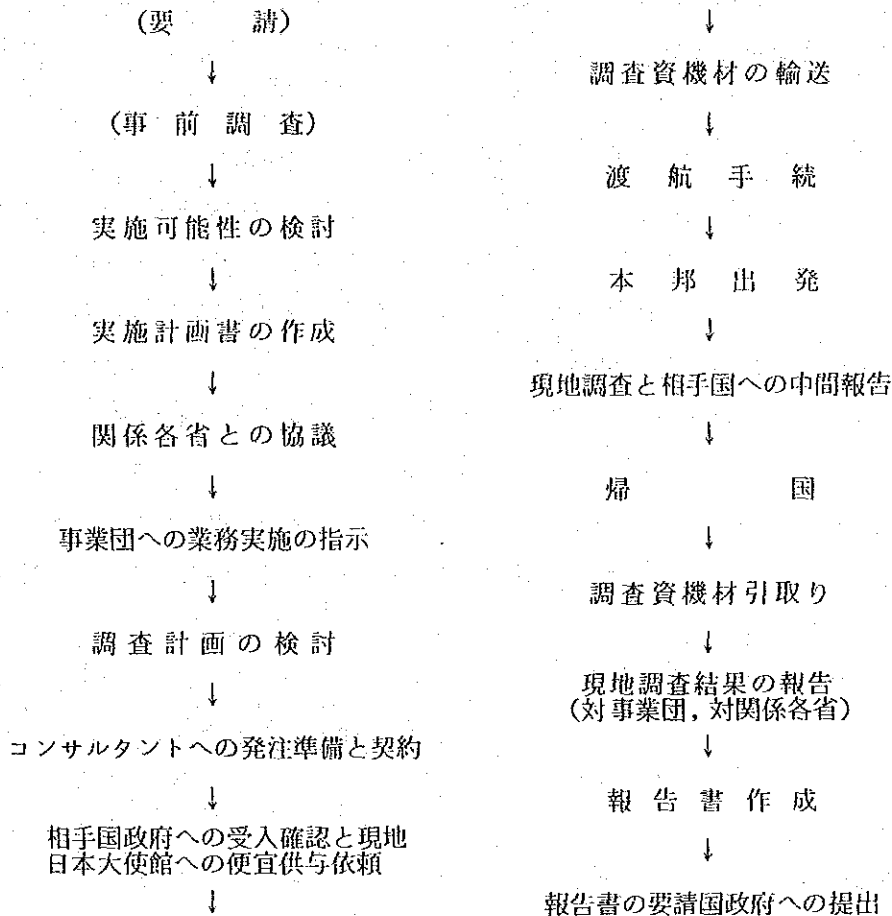 (要請)
↓
(事前調査)
↓
実施可能性の検討
↓
実施計画書の作成
↓
関係各省との協議
↓
事業団への業務実施の指示
↓
調査計画の検討
↓
コンサルタントへの発注準備と契約
↓
相手国政府への受入確認と現地
日本大使館への便宜供与依頼
↓
↓
調査資機材の輸送
↓
渡航手続
↓
本邦出発
↓
現地調査と相手国への中間報告
↓
帰国
↓
調査資機材引取り
↓
現地調査結果の報告
(対事業団,対関係各省)
↓
報告書作成
↓
報告書の要請国政府への提出